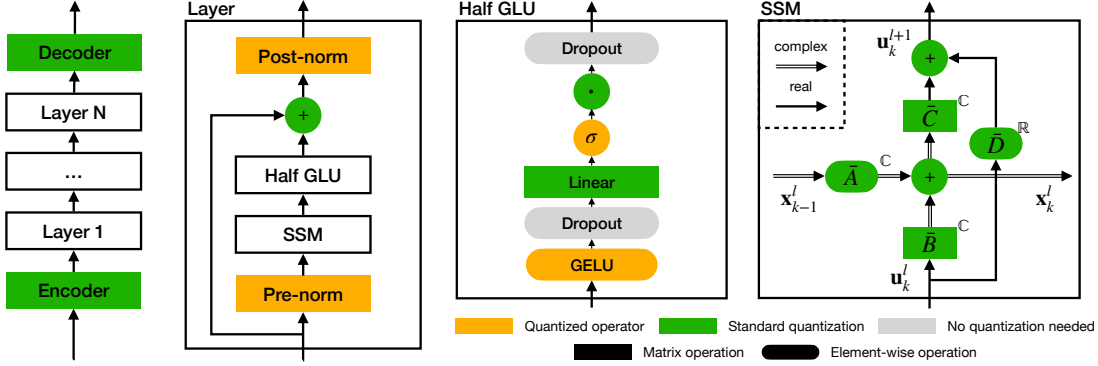 Decoder
Layer N
...
Layer 1
Encoder
Layer
Post-norm
+
Half GLU
SSM
Pre-norm
Half GLU
Dropout
·
σ
Linear
Dropout
GELU
SSM
complex
real
u_k^{l+1}
+
C̄ ℂ
D̄ ℝ
Ā ℂ
+
x_{k-1}^l
x_k^l
B̄ ℂ
u_k^l
Quantized operator
Standard quantization
No quantization needed
Matrix operation
Element-wise operation